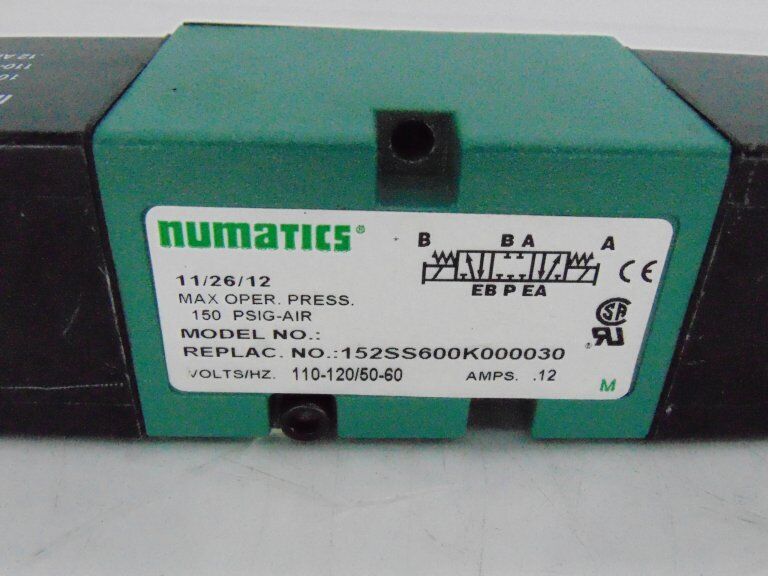 numatics®
B B A A
EB P EA
CE
11/26/12
MAX OPER. PRESS.
150 PSIG-AIR
MODEL NO.:
REPLAC. NO.:152SS600K000030
VOLTS/HZ. 110-120/50-60 AMPS. .12
M